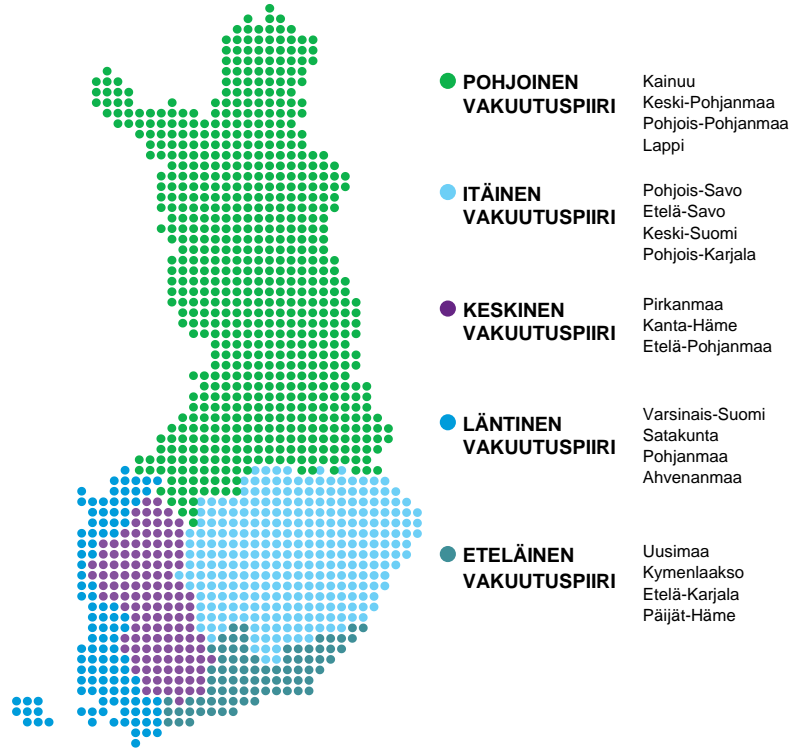 POHJOINEN
VAKUUTUSPIIRI
Kainuu
Keski-Pohjanmaa
Pohjois-Pohjanmaa
Lappi
ITÄINEN
VAKUUTUSPIIRI
Pohjois-Savo
Etelä-Savo
Keski-Suomi
Pohjois-Karjala
KESKINEN
VAKUUTUSPIIRI
Pirkanmaa
Kanta-Häme
Etelä-Pohjanmaa
LÄNTINEN
VAKUUTUSPIIRI
Varsinais-Suomi
Satakunta
Pohjanmaa
Ahvenanmaa
ETELÄINEN
VAKUUTUSPIIRI
Uusimaa
Kymenlaakso
Etelä-Karjala
Päijät-Häme